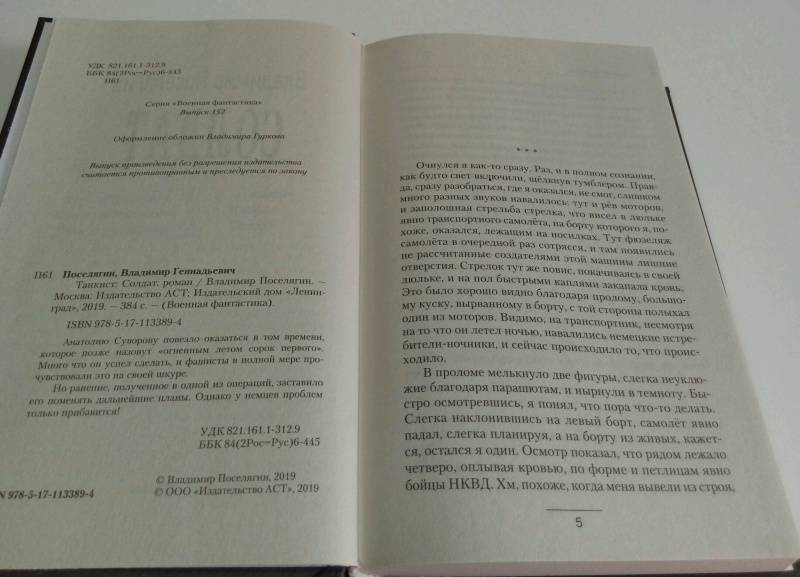 УДК 821.161.1-312.9
ББК 84(2Рос=Рус)6-445
П61
Серия «Военная фантастика»
Выпуск 152
Оформление обложки Владимира Гуркова
Выпуск произведения без разрешения издательства
считается противоправным и преследуется по закону
П61 Поселягин, Владимир Геннадьевич
Танкист: Солдат: роман / Владимир Поселягин. —
Москва: Издательство АСТ; Издательский дом «Ленин-
град», 2019. — 384 с. — (Военная фантастика).
ISBN 978-5-17-113389-4
Анатолию Суворову повезло оказаться в том времени,
которое позже назовут «огненным летом сорок первого».
Много что он успел сделать, и фашисты в полной мере про-
чувствовали это на своей шкуре.
Но ранение, полученное в одной из операций, заставило
его поменять дальнейшие планы. Однако у немцев проблем
только прибавится!
УДК 821.161.1-312.9
ББК 84(2Рос=Рус)6-445
© Владимир Поселягин, 2019
N 978-5-17-113389-4
© ООО «Издательство АСТ», 2019
* * *
Очнулся я как-то сразу. Раз, и в полном сознании,
как будто свет включили, щёлкнув тумблером. Прав-
да, сразу разобраться, где я оказался, не смог, слишком
много разных звуков навалилось: тут и рёв моторов,
и заполошная стрельба стрелка, что висел в люльке
явно транспортного самолёта, на борту которого я, по-
хоже, оказался, лежащим на носилках. Тут фюзеляж
самолёта в очередной раз сотрясся, и там появились
не рассчитанные создателями этой машины лишние
отверстия. Стрелок тут же повис, покачиваясь в своей
люльке, и на пол быстрыми каплями закапала кровь.
Это было хорошо видно благодаря пролому, большо-
му куску, вырванному в борту, с той стороны полыхал
один из моторов. Видимо, на транспортник, несмотря
на то что он летел ночью, навалились немецкие истре-
бители-ночники, и сейчас происходило то, что проис-
ходило.
В проломе мелькнуло две фигуры, слегка неуклю-
жие благодаря парашютам, и нырнули в темноту. Бы-
стро осмотревшись, я понял, что пора что-то делать.
Слегка наклонившись на левый борт, самолёт явно
падал, слегка планируя, а на борту из живых, кажет-
ся, остался я один. Осмотр показал, что рядом лежало
четверо, оплывая кровью, по форме и петлицам явно
бойцы НКВД. Хм, похоже, когда меня вывели из строя,
5